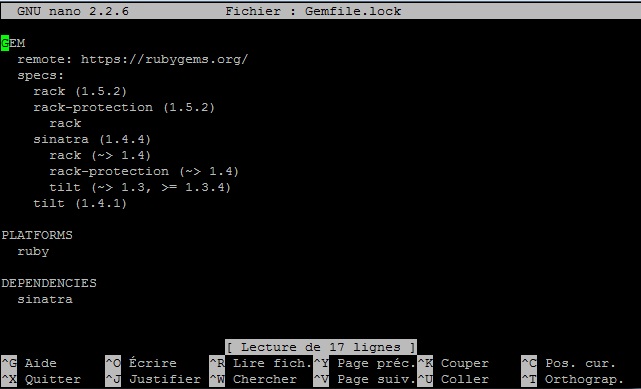 GNU nano 2.2.6 Fichier : Gemfile.lock
GEM
remote: https://rubygems.org/
specs:
rack (1.5.2)
rack-protection (1.5.2)
rack
sinatra (1.4.4)
rack (~> 1.4)
rack-protection (~> 1.4)
tilt (~> 1.3, >= 1.3.4)
tilt (1.4.1)
PLATFORMS
ruby
DEPENDENCIES
sinatra
[ Lecture de 17 lignes ]
^G Aide ^O Écrire ^R Lire fich. ^Y Page préc. ^K Couper ^C Pos. cur.
^X Quitter ^J Justifier ^W Chercher ^V Page suiv. ^U Coller ^T Orthograp.